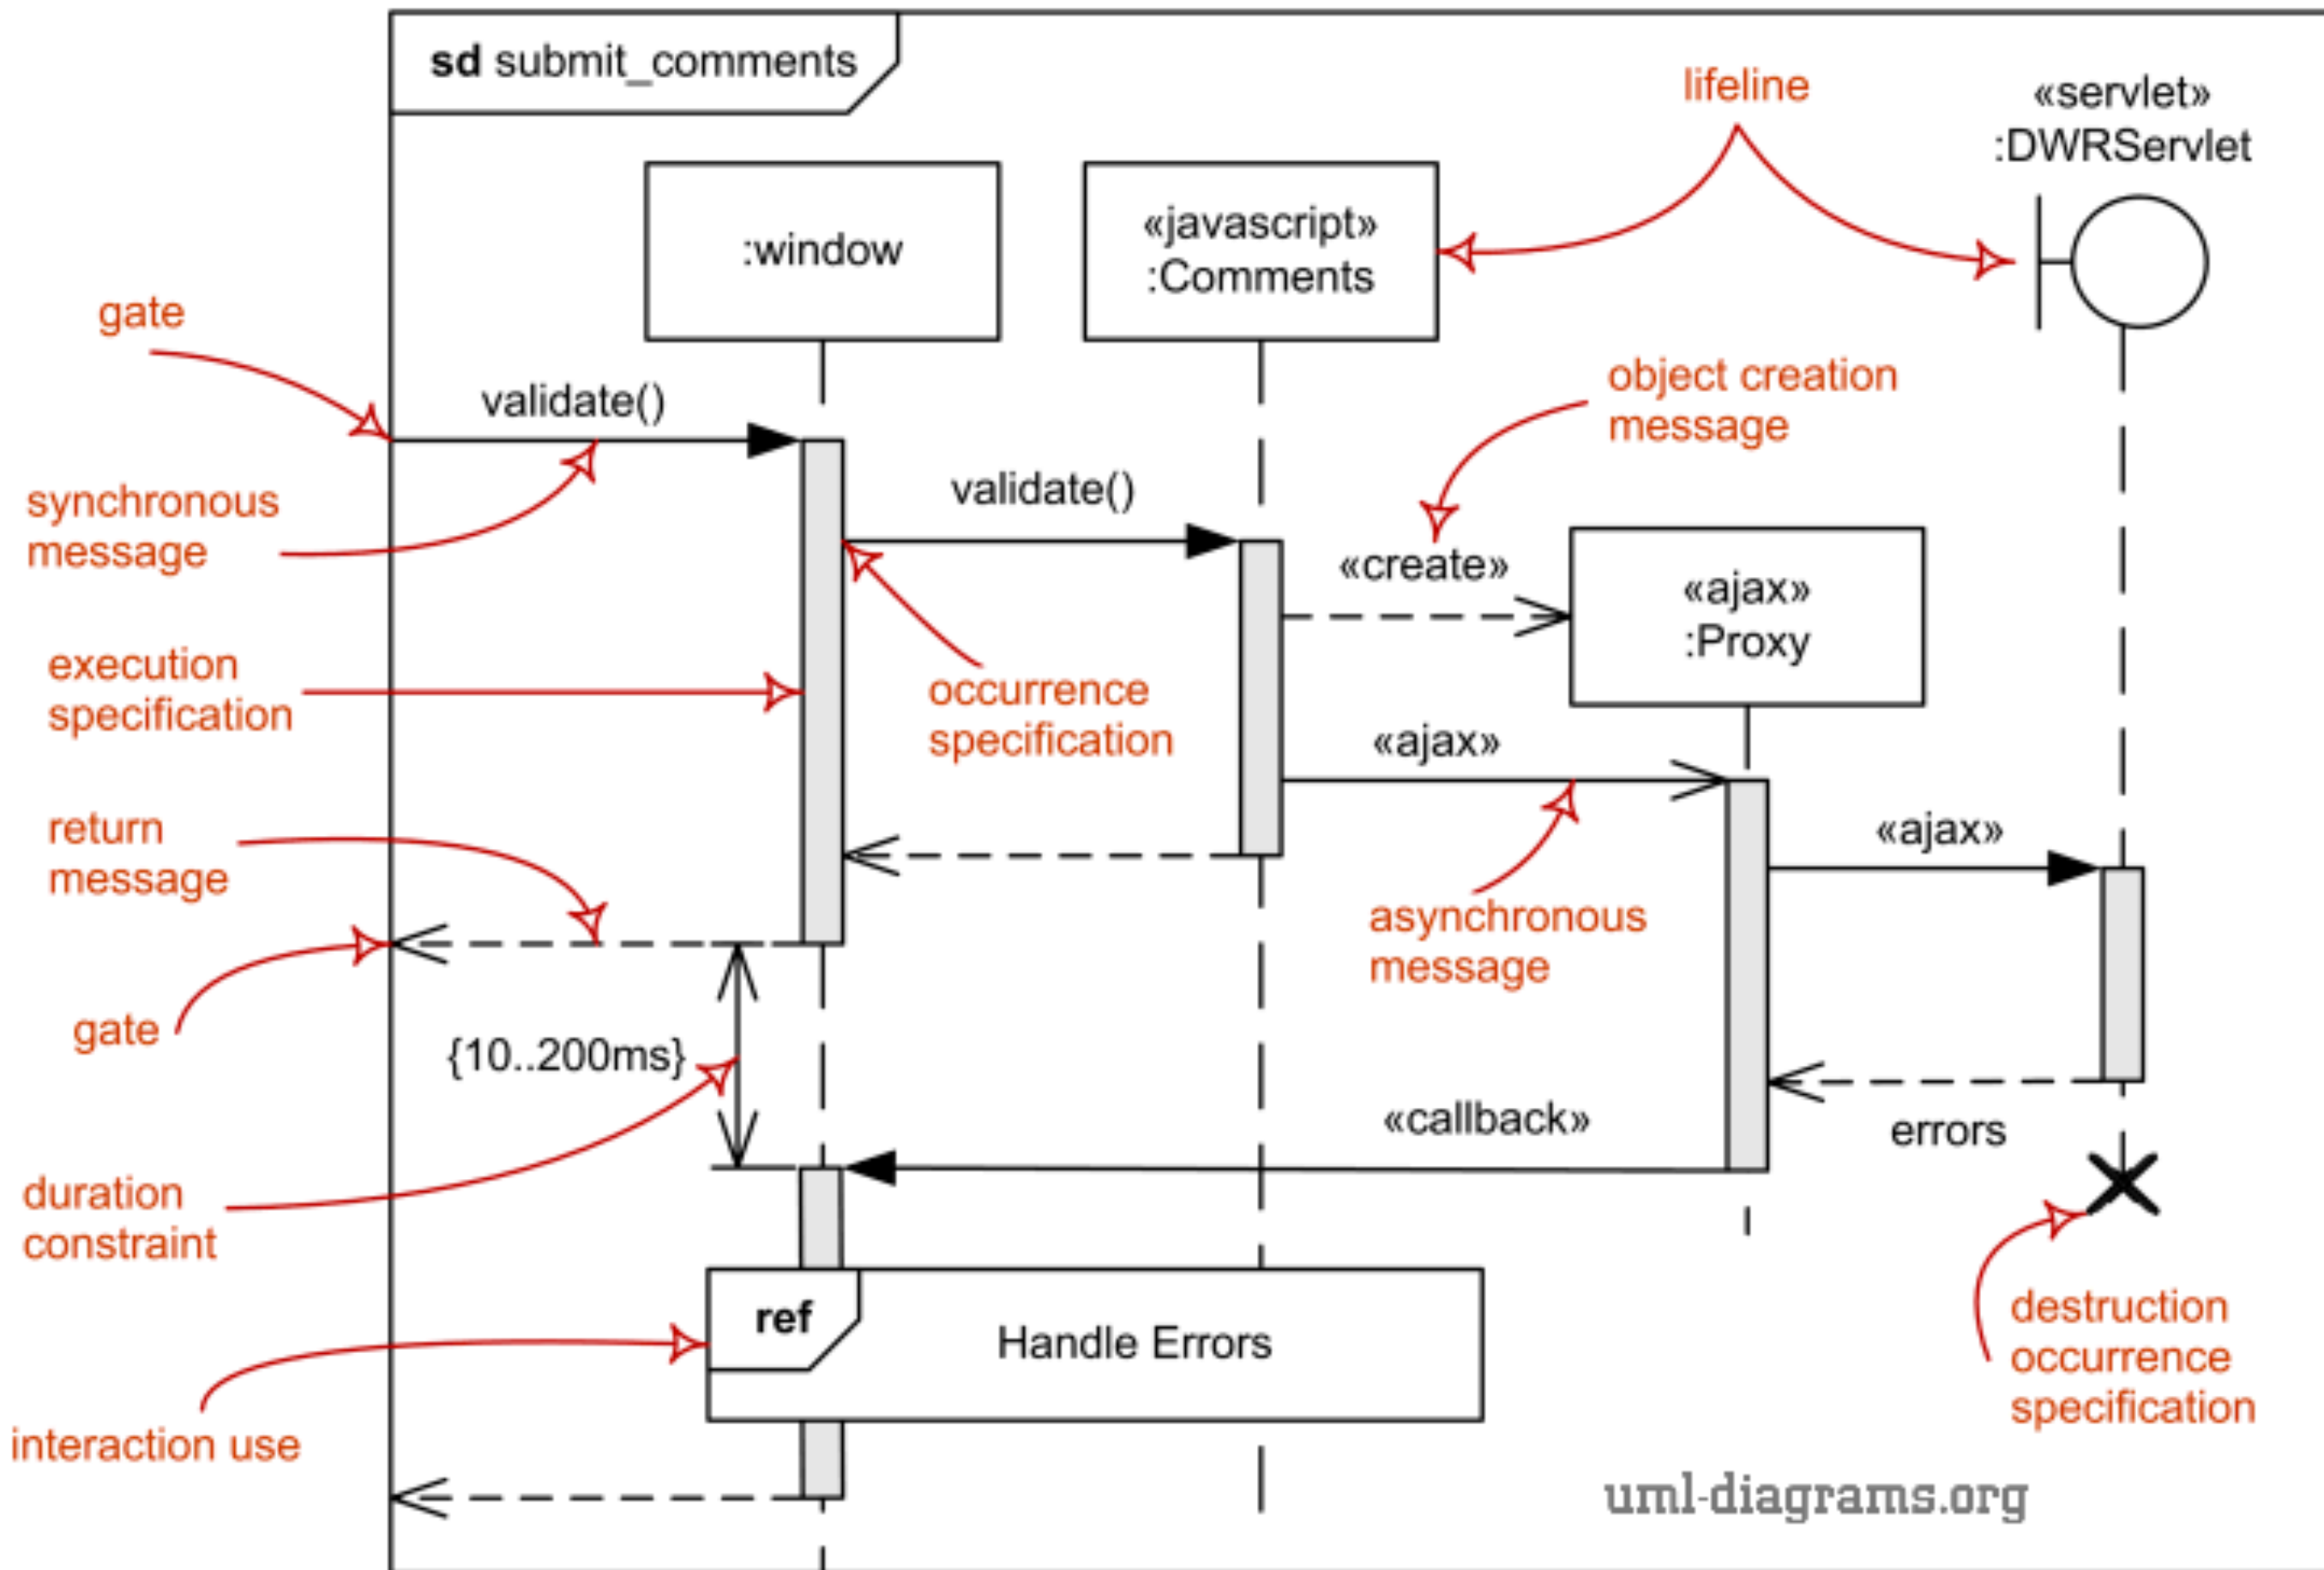 sd submit_comments
lifeline
«servlet»
:DWRServlet
:window
«javascript»
:Comments
gate
validate()
object creation
message
synchronous
message
validate()
«create»
«ajax»
:Proxy
execution
specification
occurrence
specification
«ajax»
return
message
«ajax»
asynchronous
message
gate
{10..200ms}
«callback»
errors
duration
constraint
ref
Handle Errors
destruction
occurrence
specification
interaction use
uml-diagrams.org